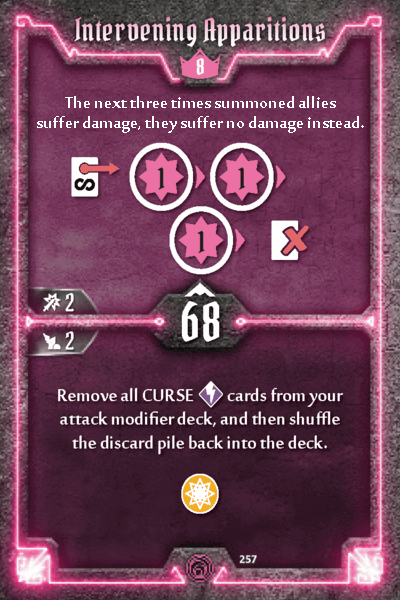 Intervening Apparitions
8
The next three times summoned allies
suffer damage, they suffer no damage instead.
S 1 1
1
2
68
2
Remove all CURSE cards from your
attack modifier deck, and then shuffle
the discard pile back into the deck.
257